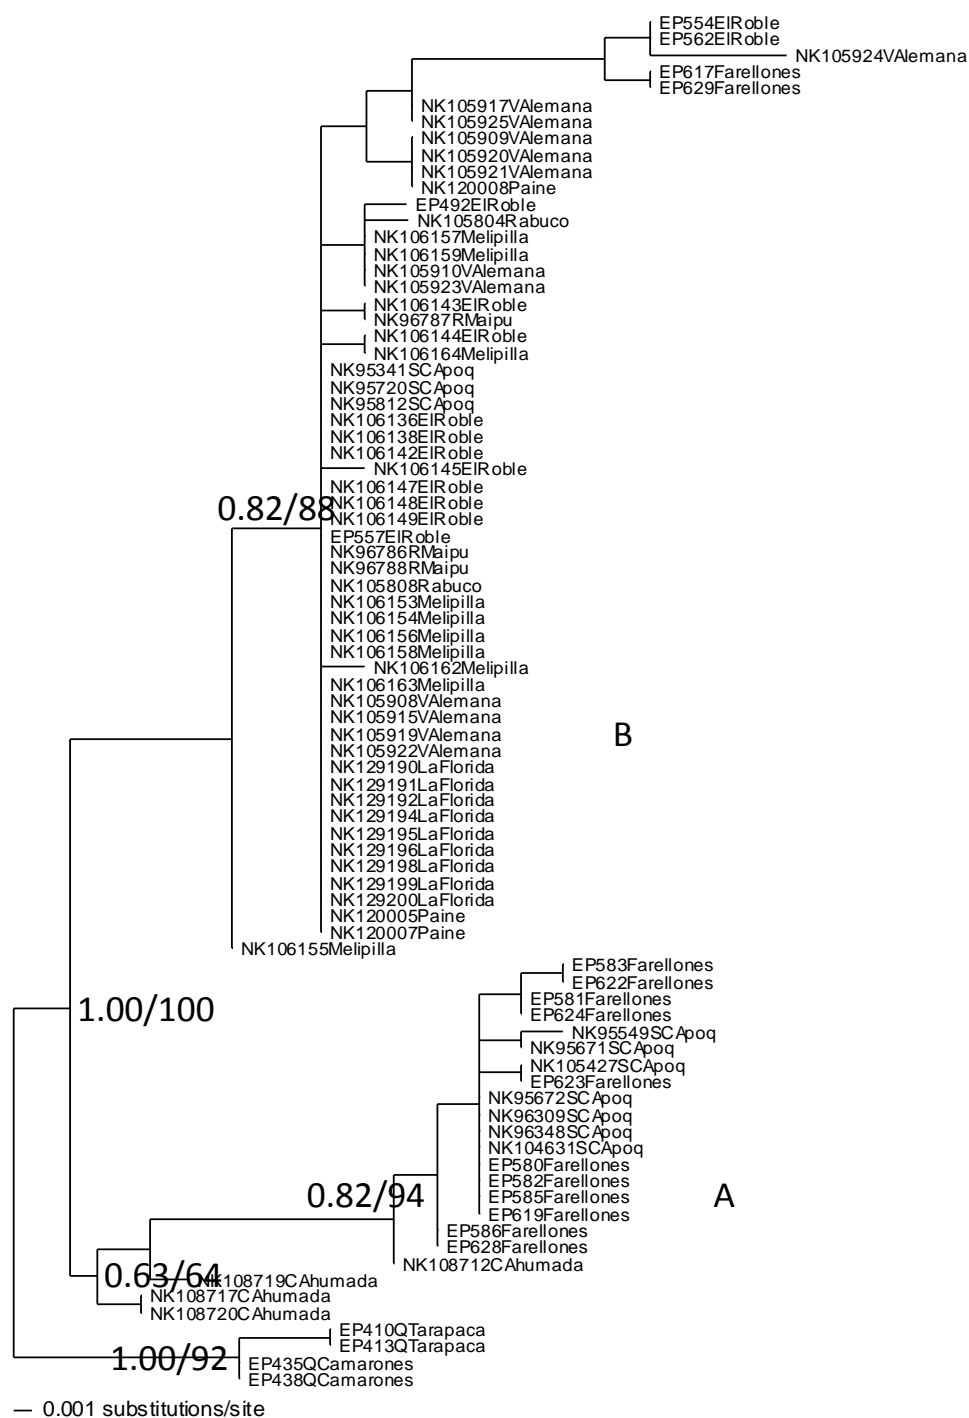 EP554ElRoble
EP562ElRoble
NK105924VAlemana
EP617Farellones
EP629Farellones
NK105917VAlemana
NK105925VAlemana
NK105909VAlemana
NK105920VAlemana
NK105921VAlemana
NK120008Paine
EP492ElRoble
NK105804Rabuco
NK106157Melipilla
NK106159Melipilla
NK105910VAlemana
NK105923VAlemana
NK106143ElRoble
NK96787RMaipu
NK106144ElRoble
NK106164Melipilla
NK95341SCApoq
NK95720SCApoq
NK95812SCApoq
NK106136ElRoble
NK106138ElRoble
NK106142ElRoble
NK106145ElRoble
NK106147ElRoble
0.82/88
NK106148ElRoble
NK106149ElRoble
EP557ElRoble
NK96786RMaipu
NK96788RMaipu
NK105808Rabuco
NK106153Melipilla
NK106154Melipilla
NK106156Melipilla
NK106158Melipilla
NK106162Melipilla
NK106163Melipilla
NK105908VAlemana
NK105915VAlemana
NK105919VAlemana
B
NK105922VAlemana
NK129190LaFlorida
NK129191LaFlorida
NK129192LaFlorida
NK129194LaFlorida
NK129195LaFlorida
NK129196LaFlorida
NK129198LaFlorida
NK129199LaFlorida
NK129200LaFlorida
NK120005Paine
NK120007Paine
NK106155Melipilla
EP583Farellones
EP622Farellones
EP581Farellones
1.00/100
EP624Farellones
NK95549SCApoq
NK95671SCApoq
NK105427SCApoq
EP623Farellones
NK95672SCApoq
NK96309SCApoq
NK96348SCApoq
NK104631SCApoq
EP580Farellones
EP582Farellones
0.82/94
A
EP585Farellones
EP619Farellones
EP586Farellones
EP628Farellones
NK108712CAhumada
0.63/64
NK108719CAhumada
NK108717CAhumada
NK108720CAhumada
EP410QTarapaca
EP413QTarapaca
1.00/92
EP435QCamarones
EP438QCamarones
0.001 substitutions/site